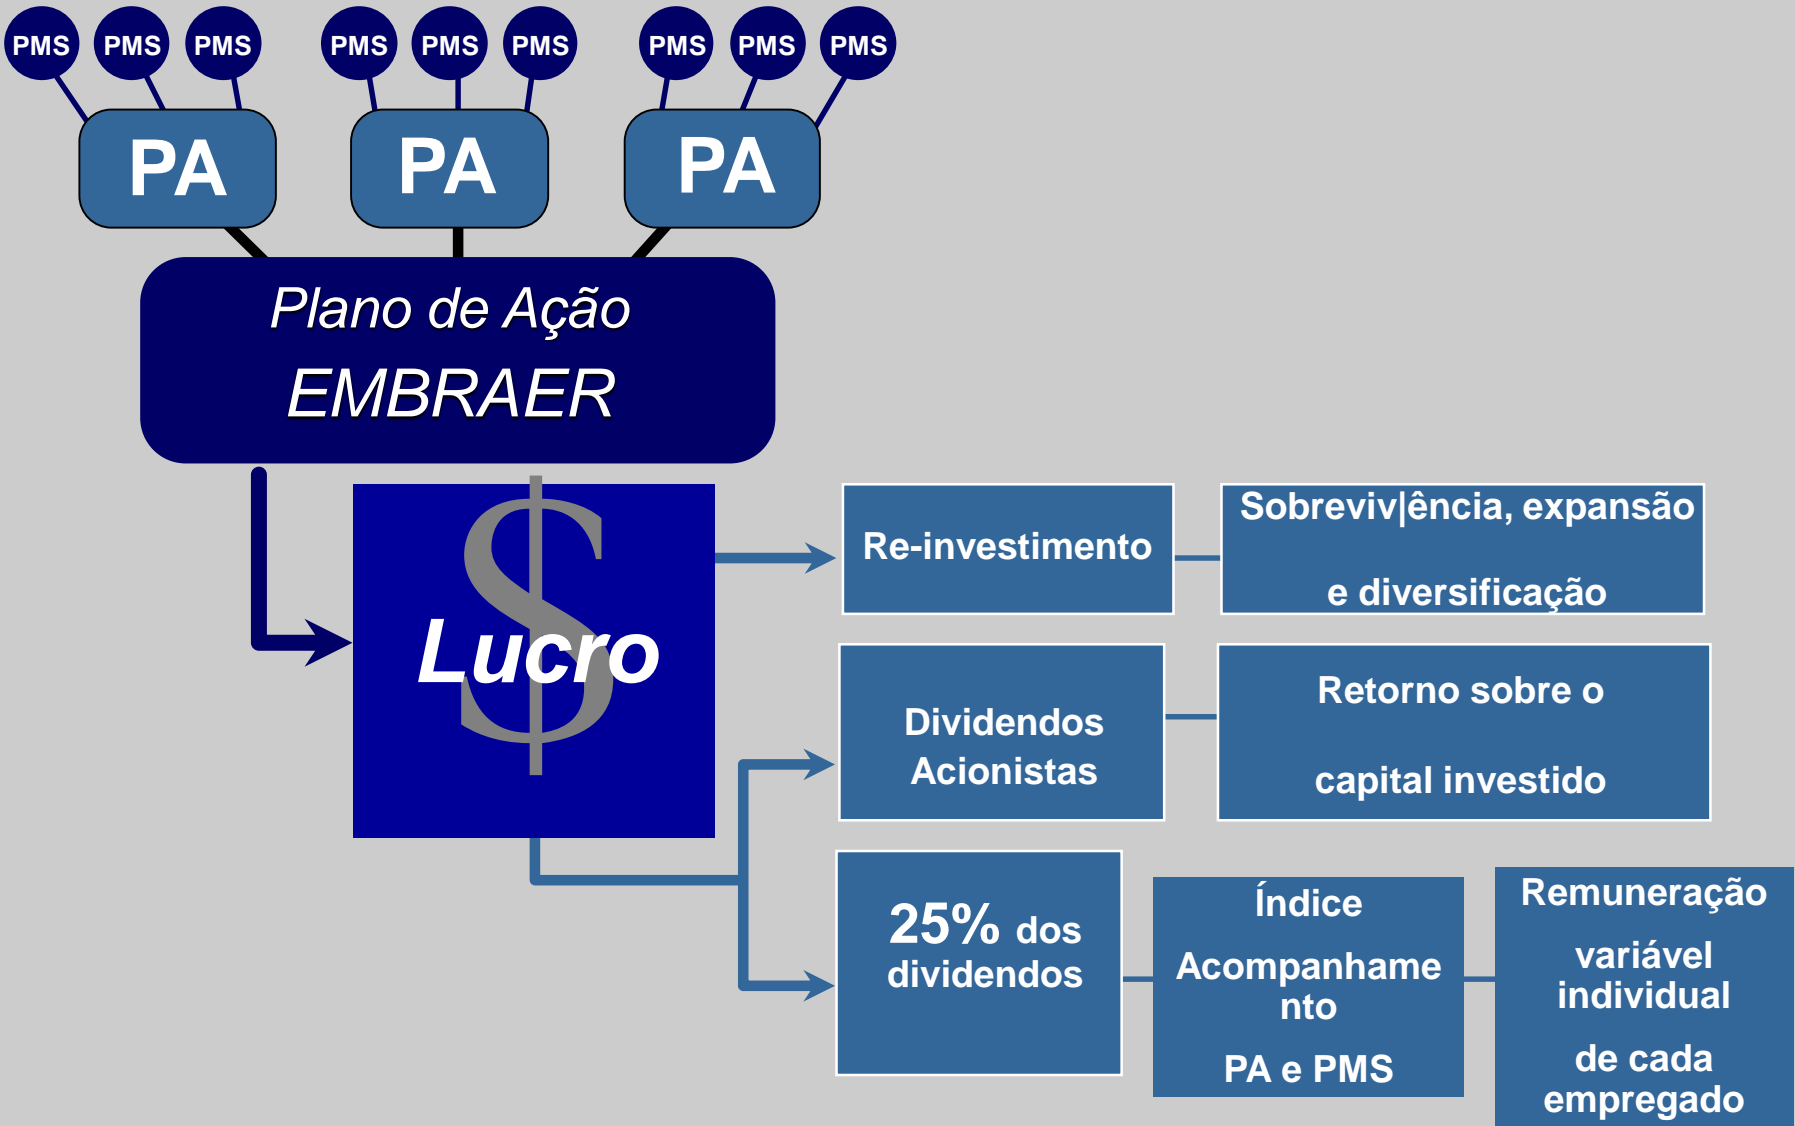 PMS PMS PMS PMS PMS PMS PMS PMS PMS
PA PA PA
Plano de Ação
EMBRAER
$
Lucro
Re-investimento
Sobreviv|ência, expansão
e diversificação
Dividendos
Acionistas
Retorno sobre o
capital investido
25% dos
dividendos
Índice
Acompanhame
nto
PA e PMS
Remuneração
variável
individual
de cada
empregado